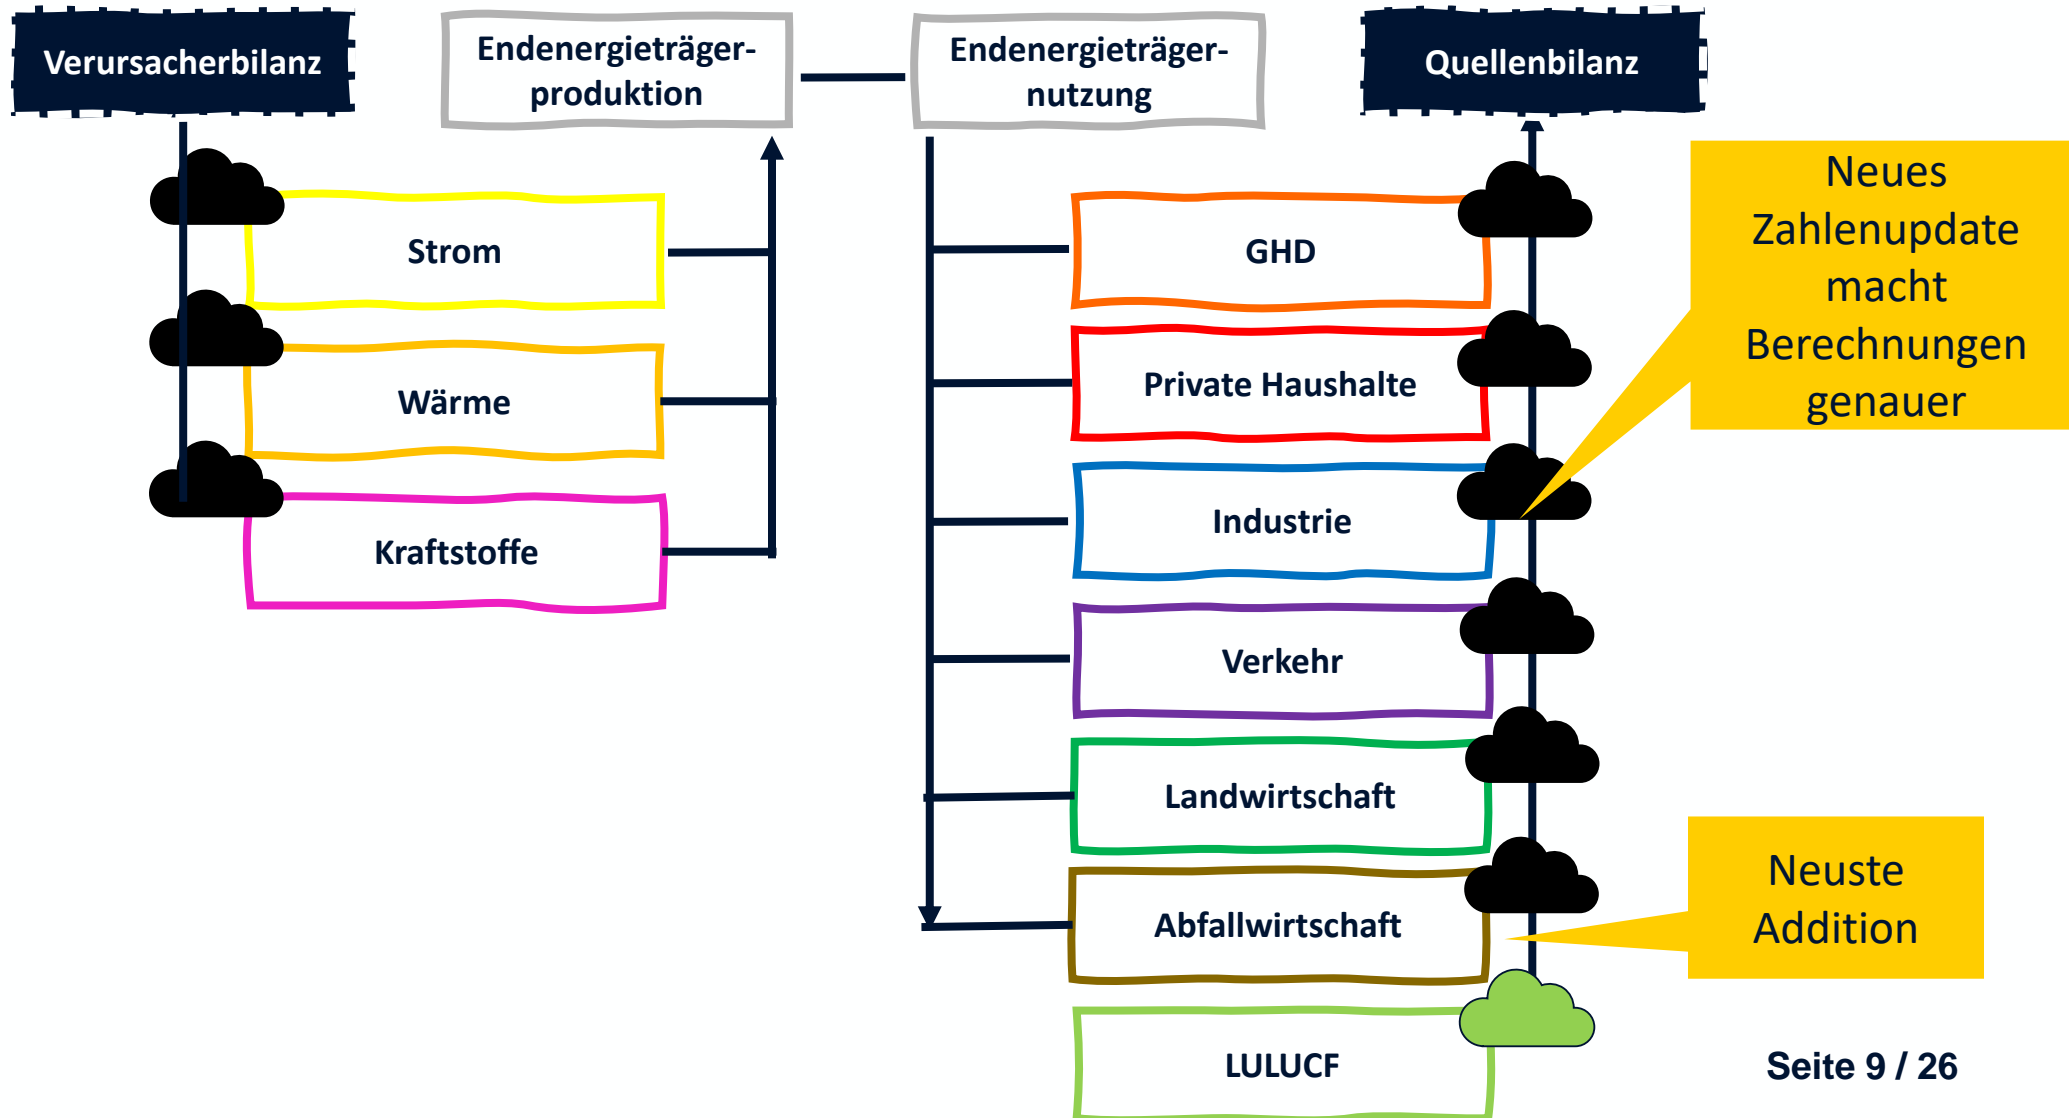 Verursacherbilanz
Endenergieträger-
produktion
Endenergieträger-
nutzung
Quellenbilanz
Strom
Wärme
Kraftstoffe
GHD
Private Haushalte
Industrie
Verkehr
Landwirtschaft
Abfallwirtschaft
LULUCF
Neues
Zahlenupdate
macht
Berechnungen
genauer
Neuste
Addition
Seite 9 / 26